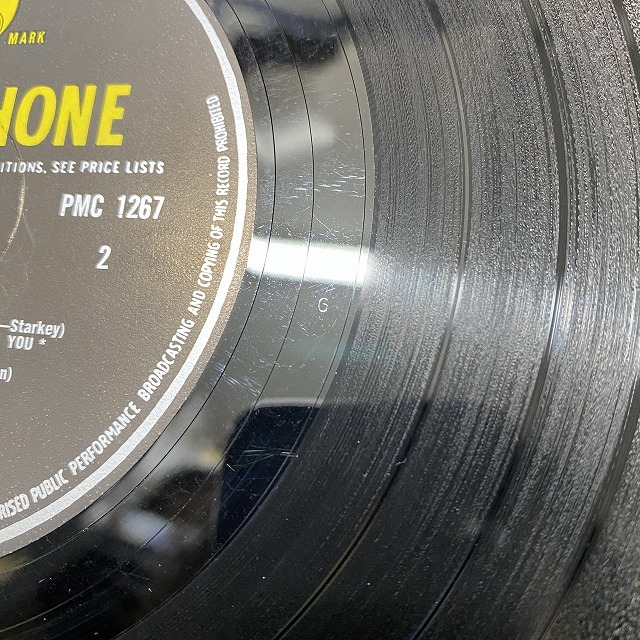 MARK
HONE
ITIONS, SEE PRICE LISTS
PMC 1267
2
—Starkey)
YOU *
n)
RISED PUBLIC PERFORMANCE BROADCASTING AND COPYING OF THIS RECORD PROHIBITED
G